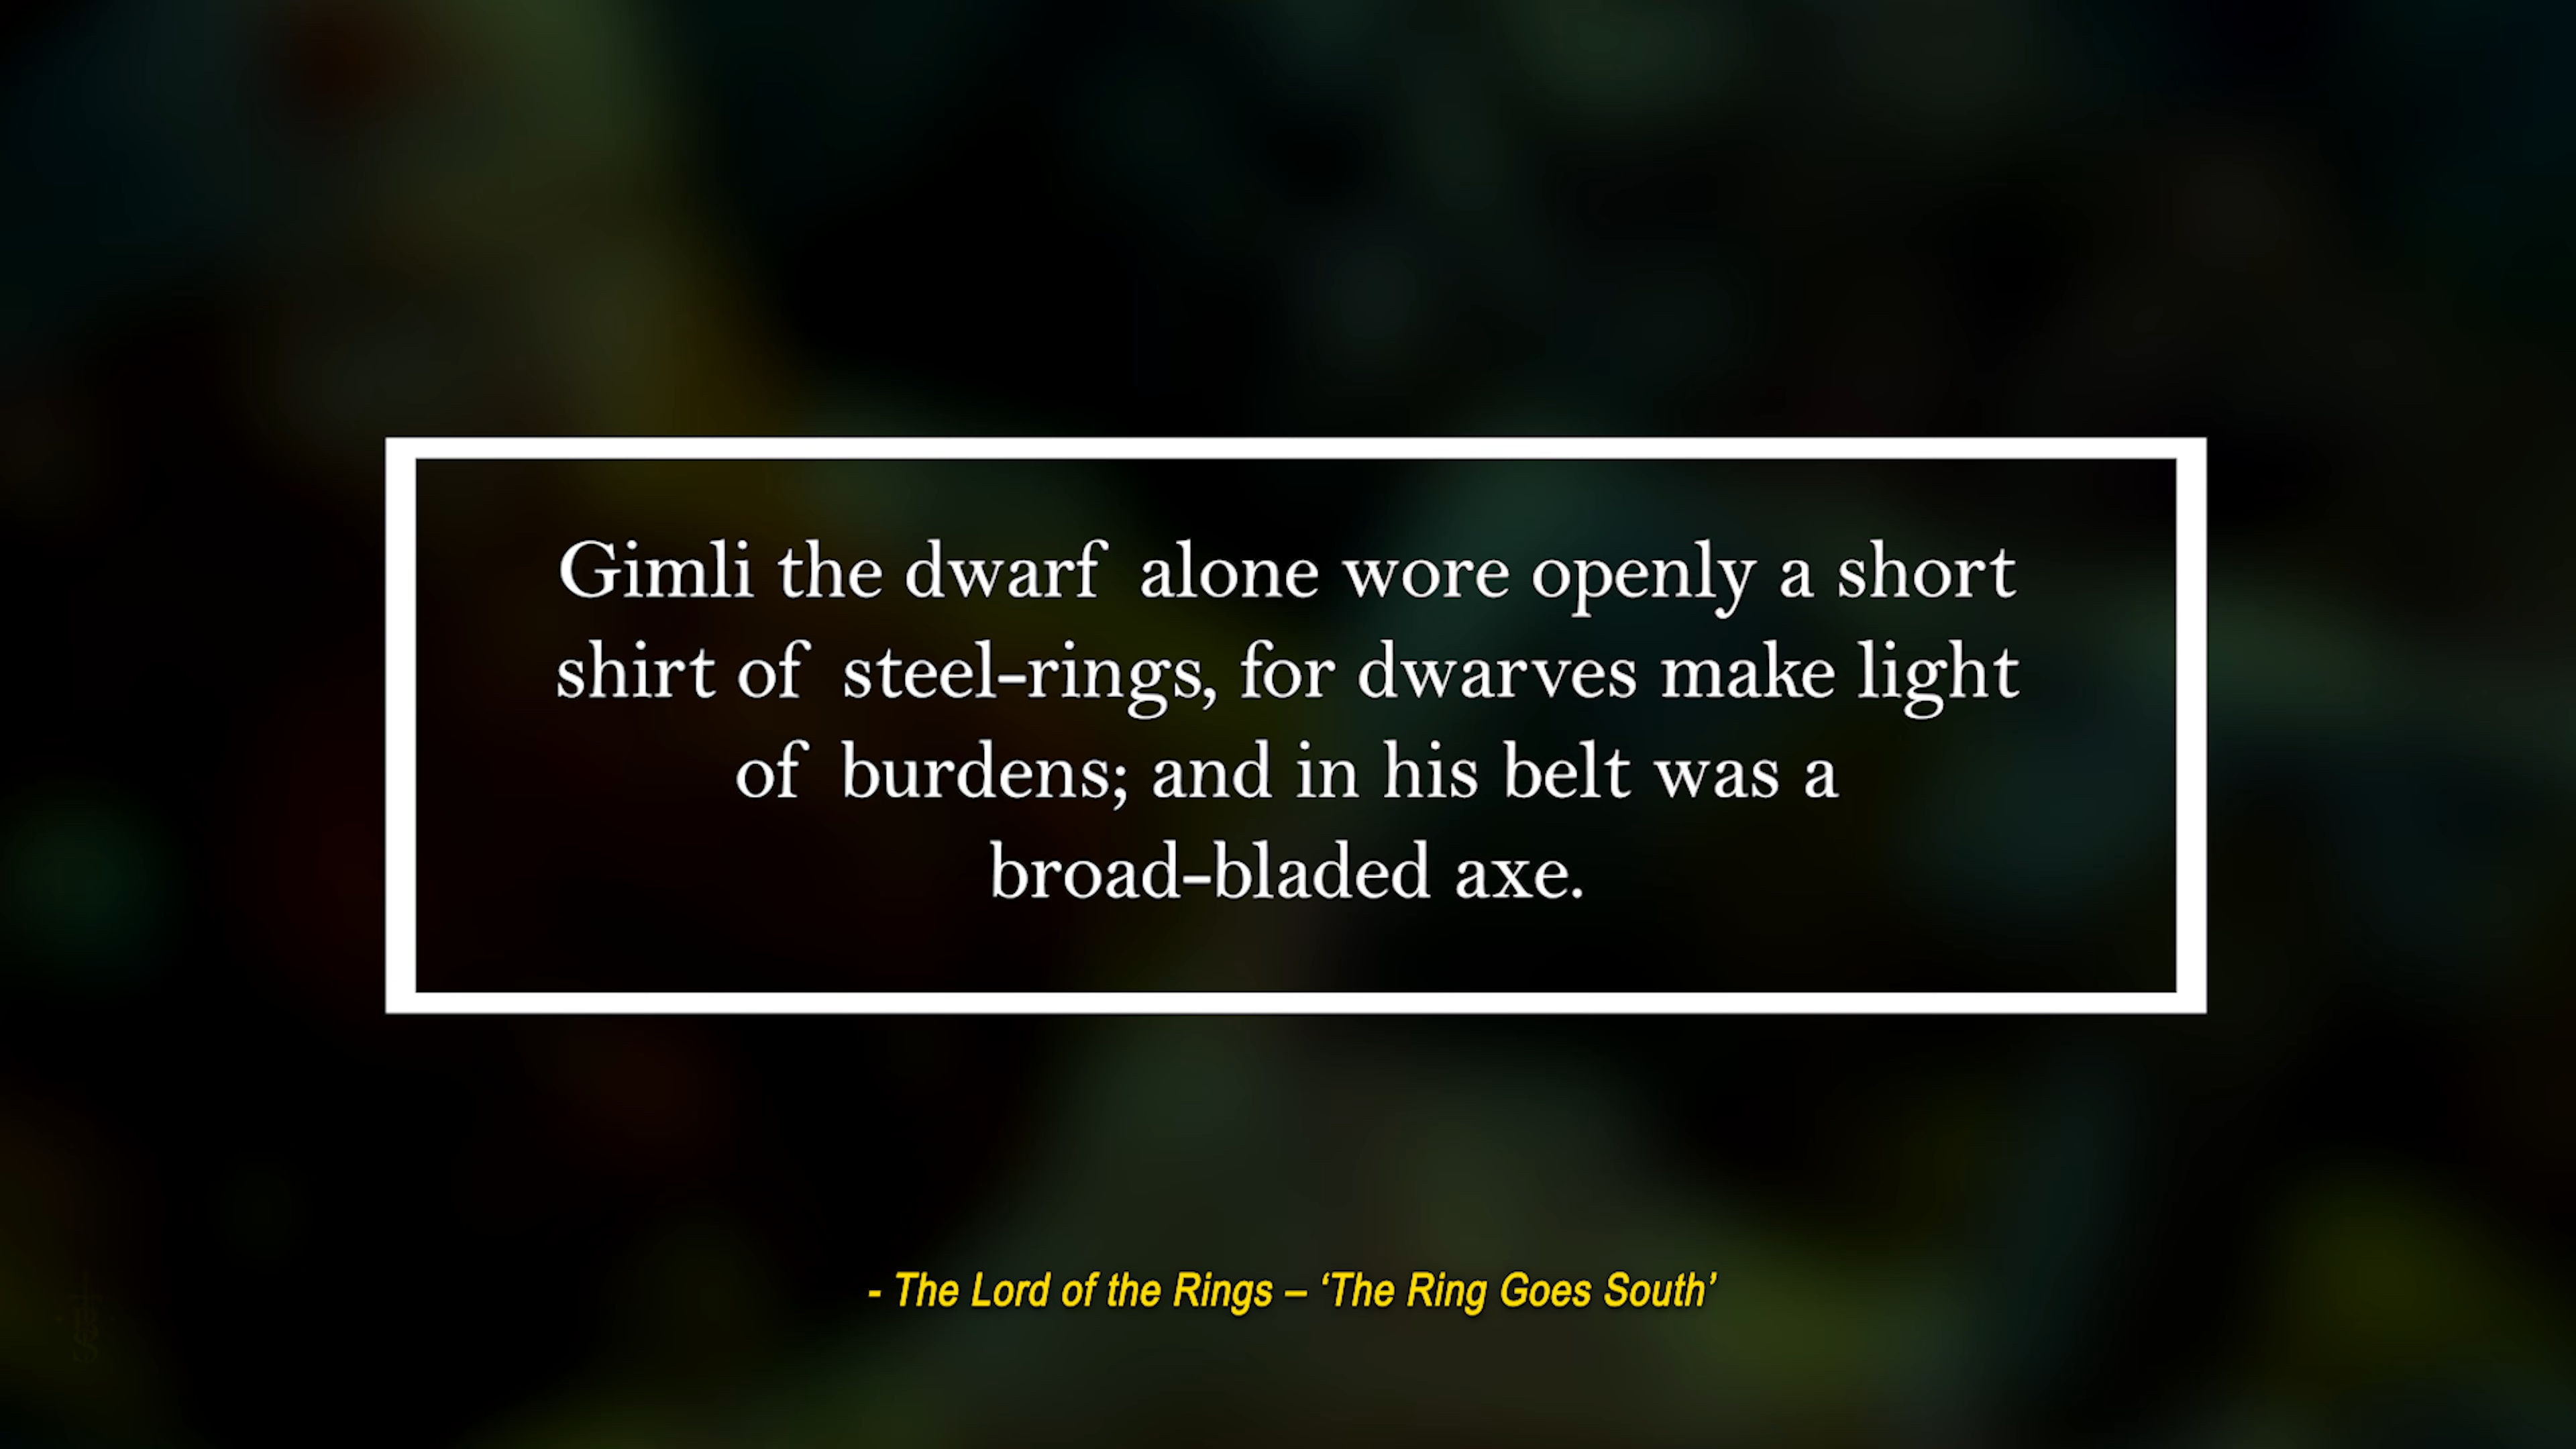 Gimli the dwarf alone wore openly a short
shirt of steel-rings, for dwarves make light
of burdens; and in his belt was a
broad-bladed axe.
- The Lord of the Rings – ‘The Ring Goes South’